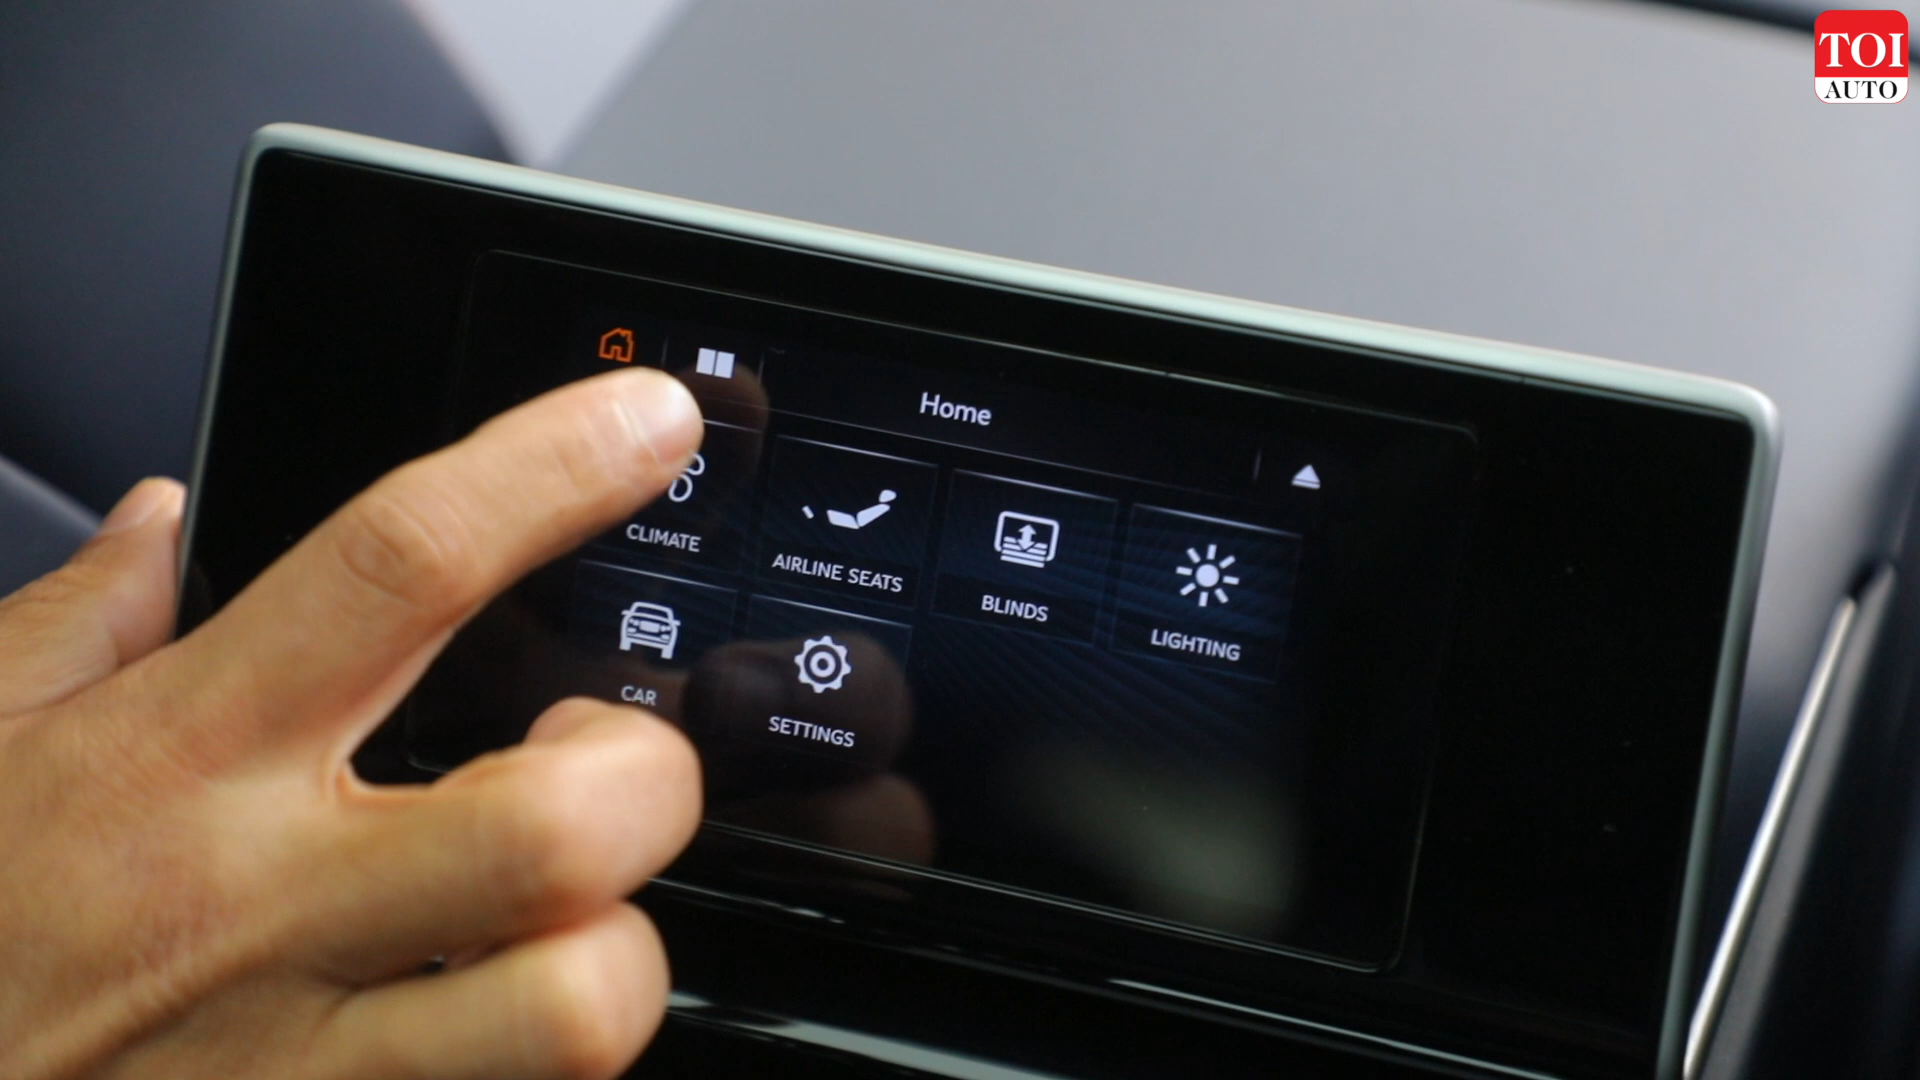 TOI
AUTO
Home
CLIMATE
AIRLINE SEATS
BLINDS
LIGHTING
CAR
SETTINGS